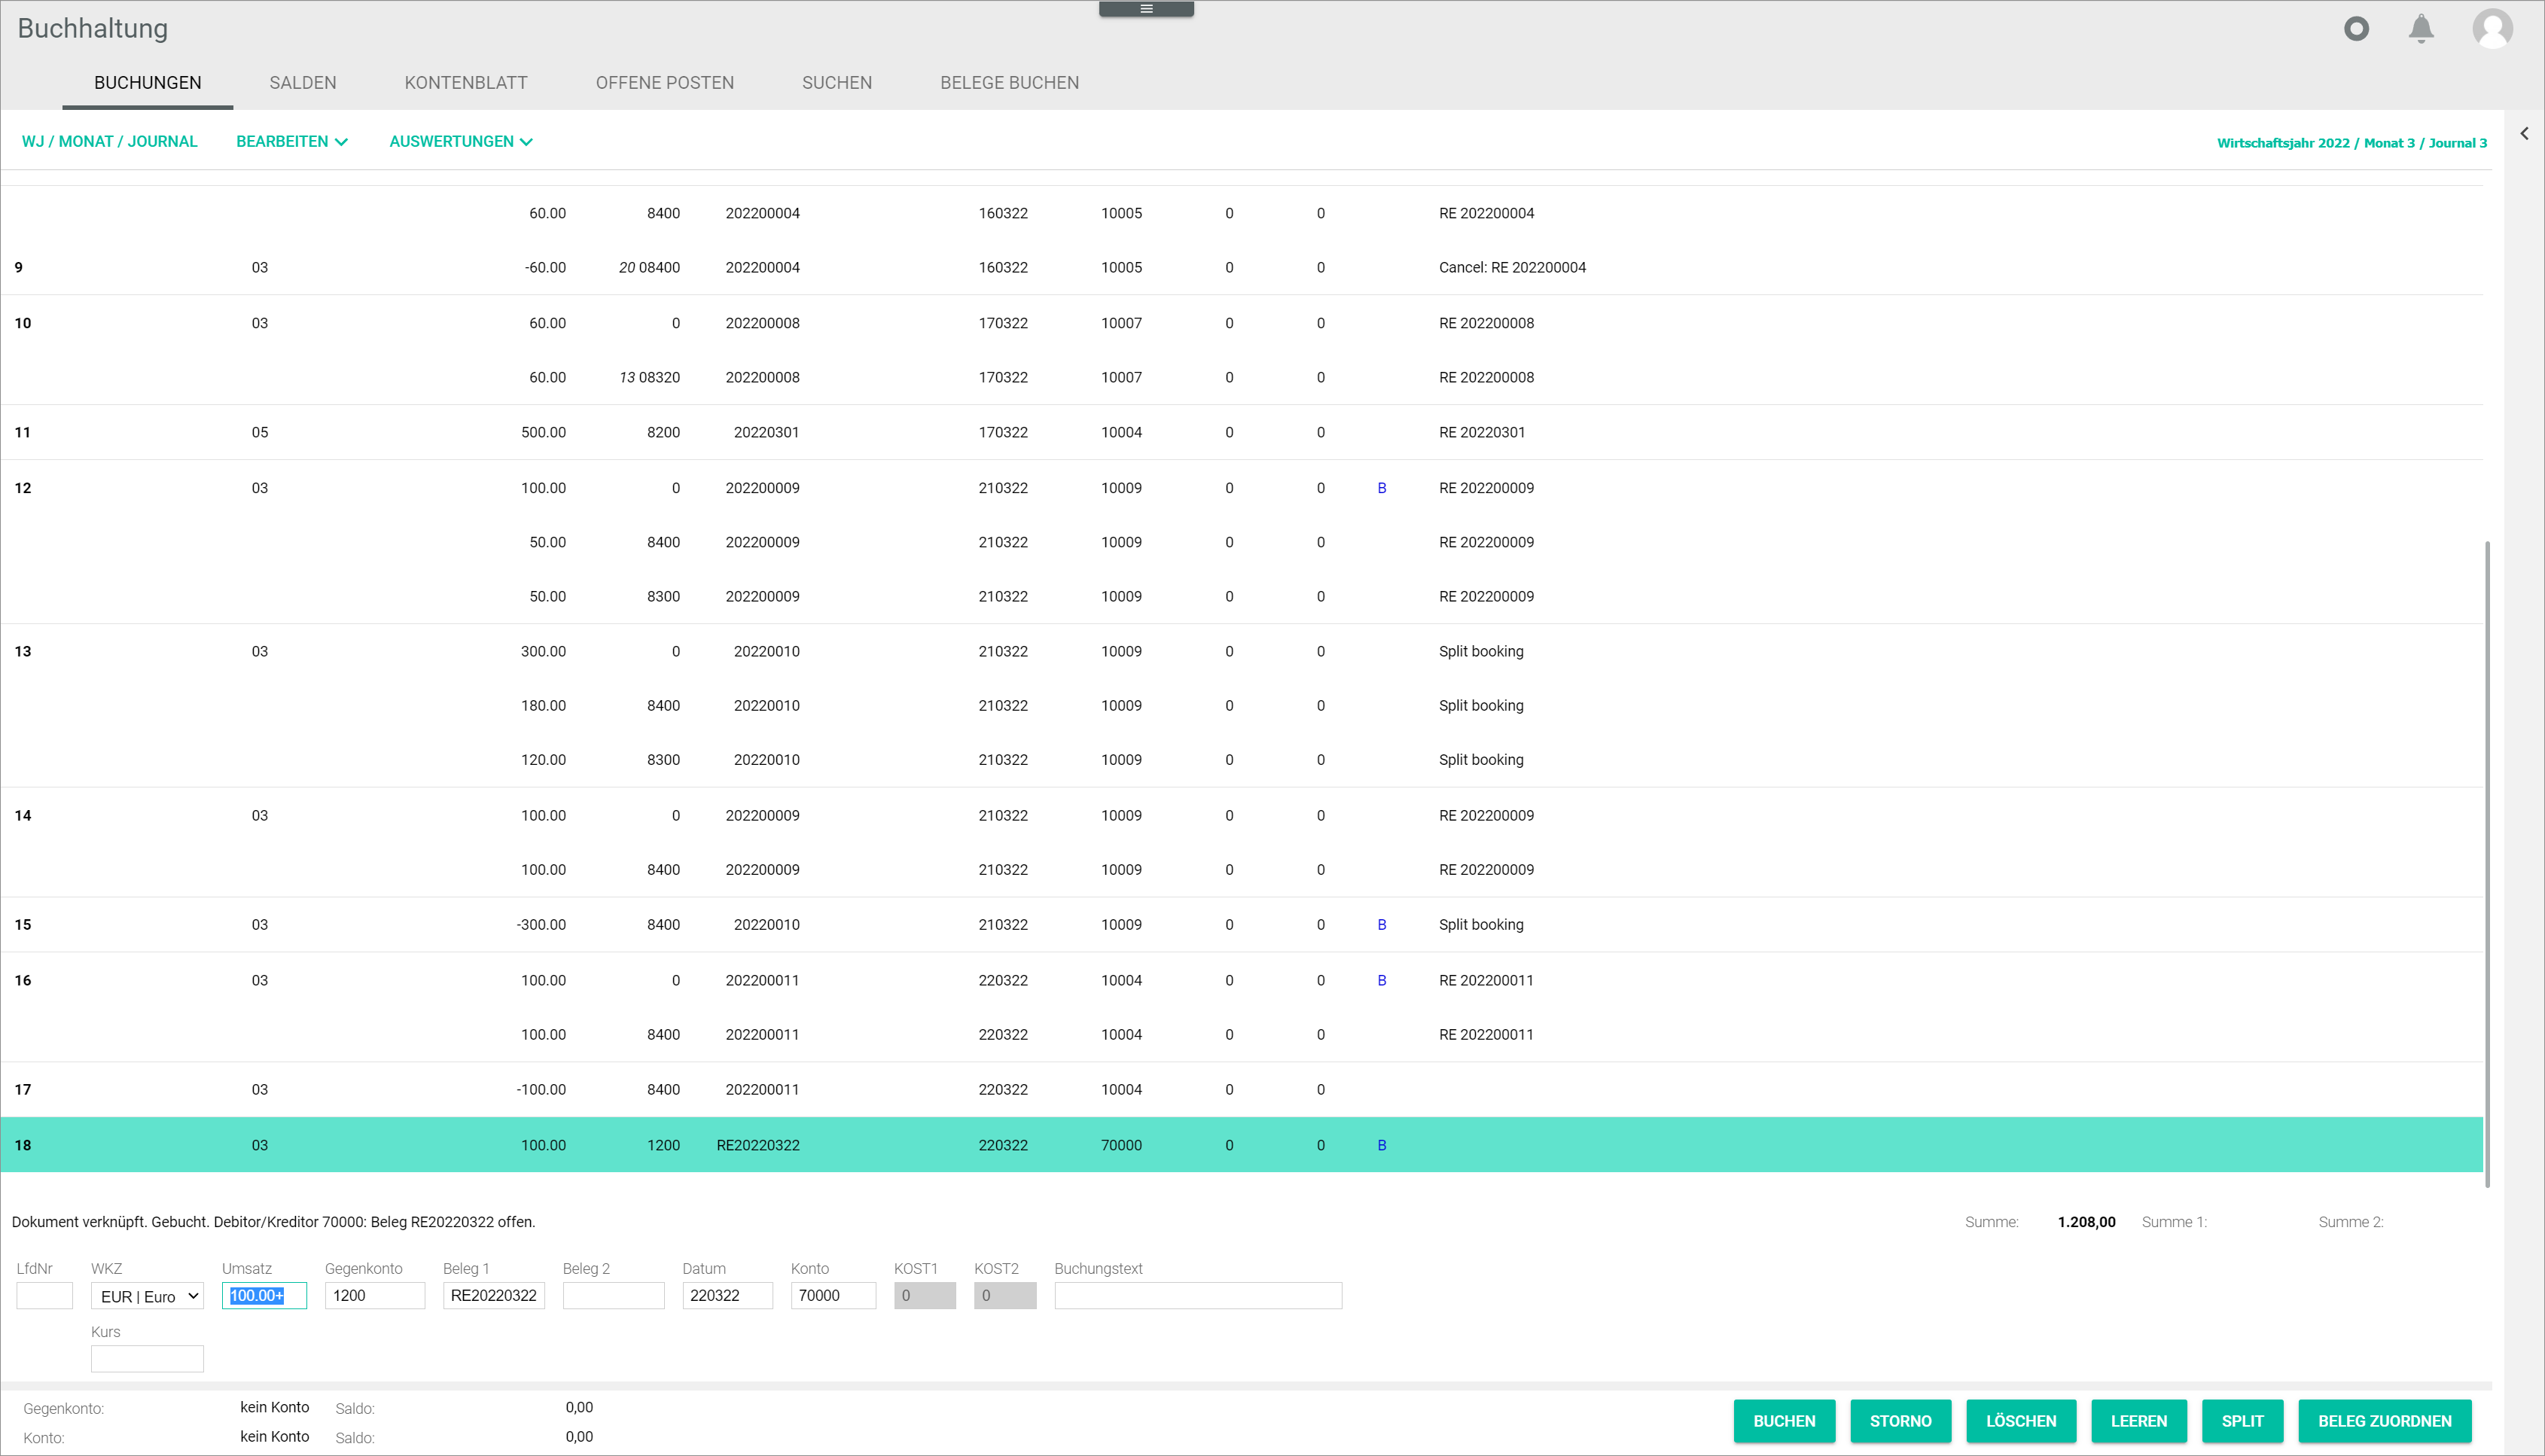 Buchhaltung
BUCHUNGEN SALDEN KONTENBLATT OFFENE POSTEN SUCHEN BELEGE BUCHEN
WJ / MONAT / JOURNAL BEARBEITEN AUSWERTUNGEN Wirtschaftsjahr 2022 / Monat 3 / Journal 3
60.00 8400 202200004 160322 10005 0 0 RE 202200004
9 03 -60.00 20 08400 202200004 160322 10005 0 0 Cancel: RE 202200004
10 03 60.00 0 202200008 170322 10007 0 0 RE 202200008
60.00 13 08320 202200008 170322 10007 0 0 RE 202200008
11 05 500.00 8200 20220301 170322 10004 0 0 RE 20220301
12 03 100.00 0 202200009 210322 10009 0 0 B RE 202200009
50.00 8400 202200009 210322 10009 0 0 RE 202200009
50.00 8300 202200009 210322 10009 0 0 RE 202200009
13 03 300.00 0 20220010 210322 10009 0 0 Split booking
180.00 8400 20220010 210322 10009 0 0 Split booking
120.00 8300 20220010 210322 10009 0 0 Split booking
14 03 100.00 0 202200009 210322 10009 0 0 RE 202200009
100.00 8400 202200009 210322 10009 0 0 RE 202200009
15 03 -300.00 8400 20220010 210322 10009 0 0 B Split booking
16 03 100.00 0 202200011 220322 10004 0 0 B RE 202200011
100.00 8400 202200011 220322 10004 0 0 RE 202200011
17 03 -100.00 8400 202200011 220322 10004 0 0
18 03 100.00 1200 RE20220322 220322 70000 0 0 B
Dokument verknüpft. Gebucht. Debitor/Kreditor 70000: Beleg RE20220322 offen. Summe: 1.208,00 Summe 1: Summe 2:
LfdNr WKZ Umsatz Gegenkonto Beleg 1 Beleg 2 Datum Konto KOST1 KOST2 Buchungstext
EUR | Euro 100.00+ 1200 RE20220322 220322 70000 0 0
Kurs
Gegenkonto: kein Konto Saldo: 0,00
Konto: kein Konto Saldo: 0,00
BUCHEN STORNO LÖSCHEN LEEREN SPLIT BELEG ZUORDNEN